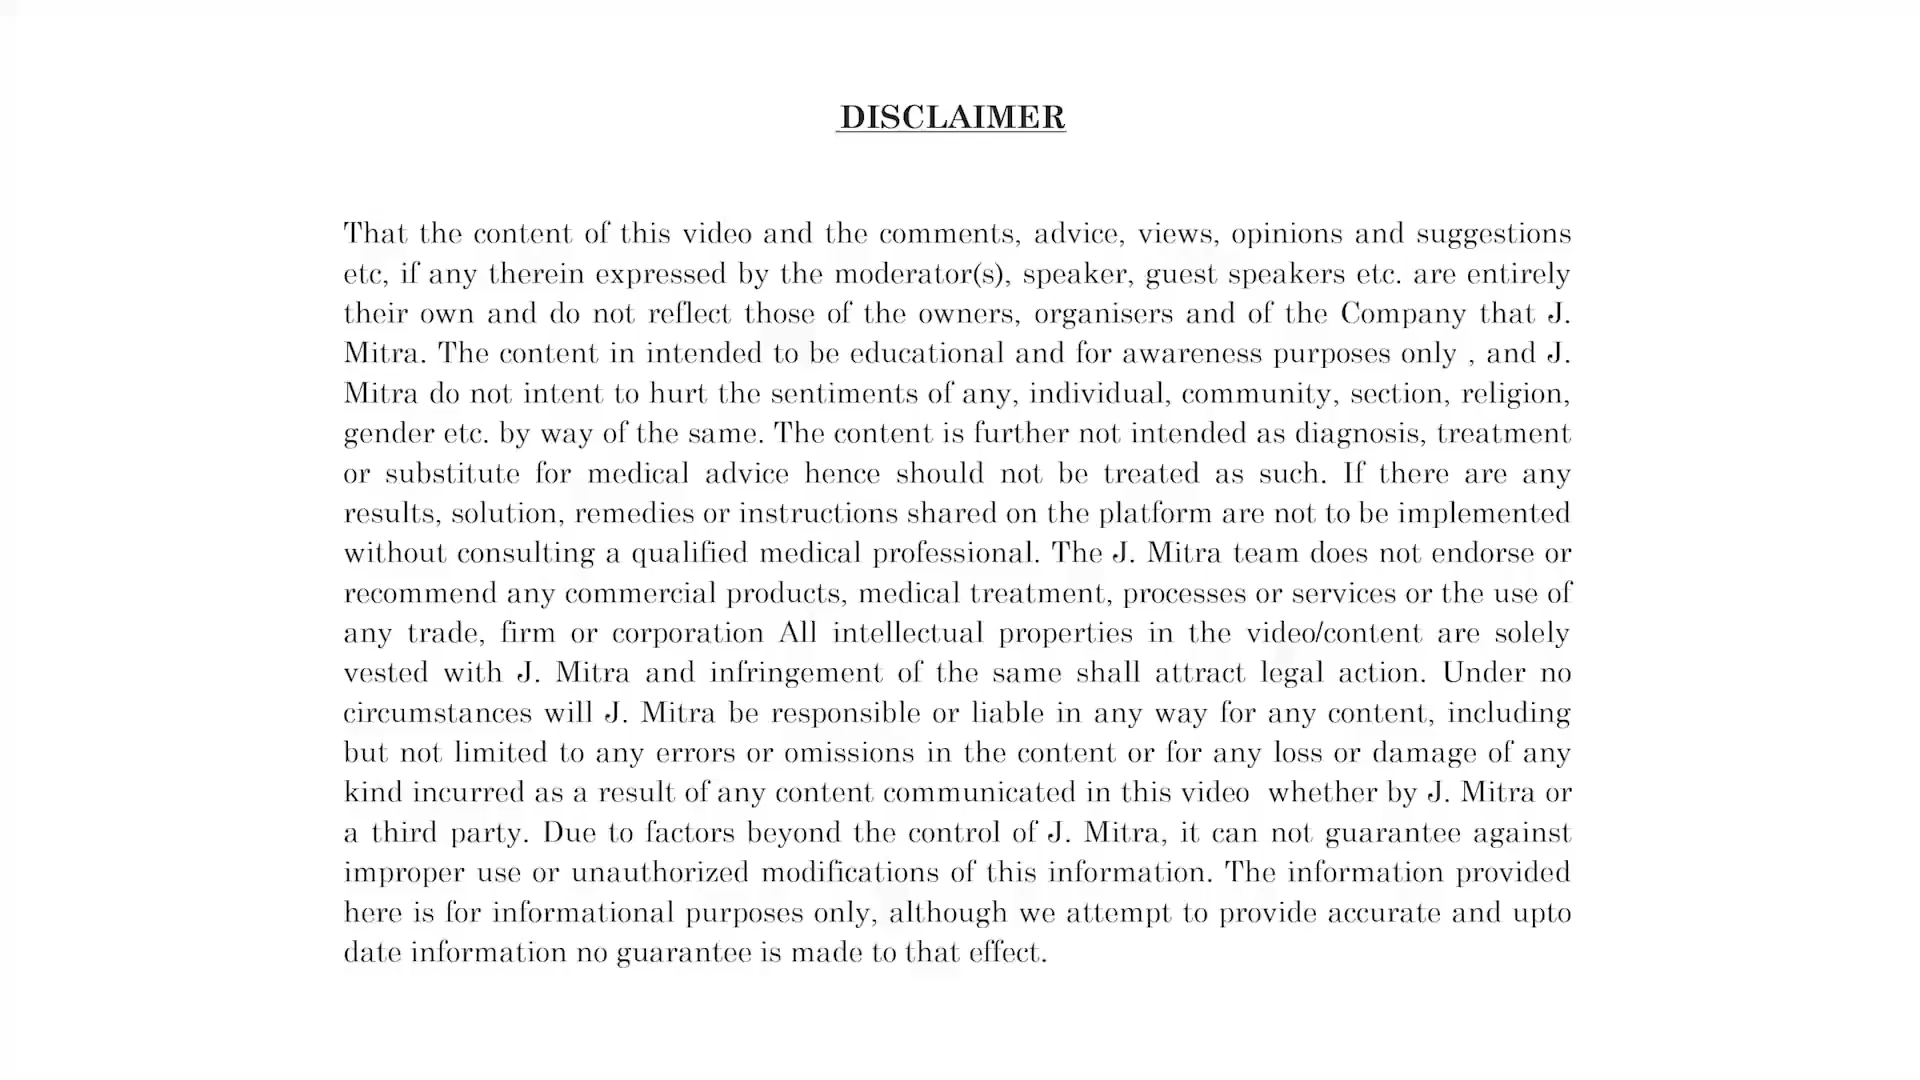 DISCLAIMER
That the content of this video and the comments, advice, views, opinions and suggestions
etc, if any therein expressed by the moderator(s), speaker, guest speakers etc. are entirely
their own and do not reflect those of the owners, organisers and of the Company that J.
Mitra. The content in intended to be educational and for awareness purposes only , and J.
Mitra do not intent to hurt the sentiments of any, individual, community, section, religion,
gender etc. by way of the same. The content is further not intended as diagnosis, treatment
or substitute for medical advice hence should not be treated as such. If there are any
results, solution, remedies or instructions shared on the platform are not to be implemented
without consulting a qualified medical professional. The J. Mitra team does not endorse or
recommend any commercial products, medical treatment, processes or services or the use of
any trade, firm or corporation All intellectual properties in the video/content are solely
vested with J. Mitra and infringement of the same shall attract legal action. Under no
circumstances will J. Mitra be responsible or liable in any way for any content, including
but not limited to any errors or omissions in the content or for any loss or damage of any
kind incurred as a result of any content communicated in this video  whether by J. Mitra or
a third party. Due to factors beyond the control of J. Mitra, it can not guarantee against
improper use or unauthorized modifications of this information. The information provided
here is for informational purposes only, although we attempt to provide accurate and upto
date information no guarantee is made to that effect.